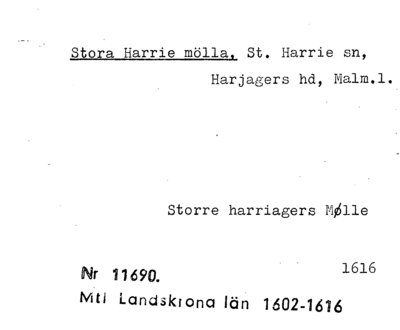 Stora Harrie mölla, St. Harrie sn,
Harjagers hd, Malm.l.
Storre harriagers Mølle
1616
Nr 11690.
Mtl Landskrona län 1602-1616